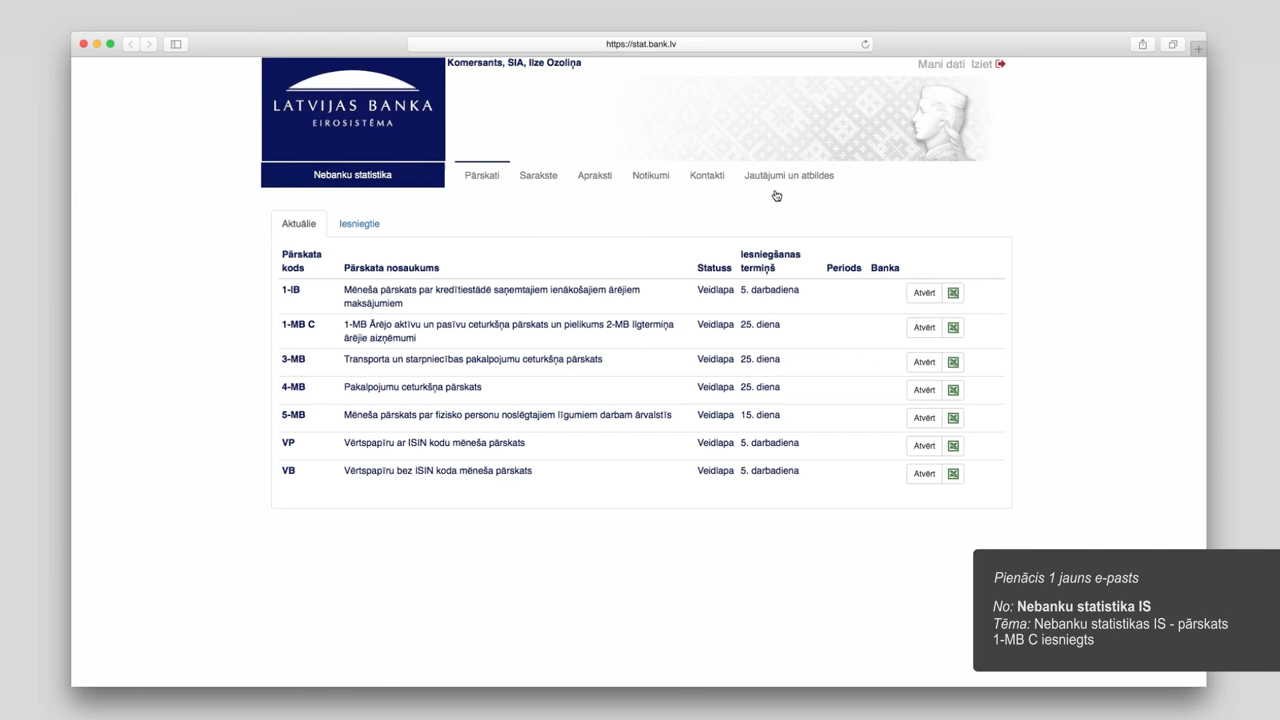 https://stat.bank.lv
Komersants, SIA, Ilze Ozoliņa
Mani dati Iziet
LATVIJAS BANKA
EIROSISTĒMA
Nebanku statistika
Pārskati Sarakste Apraksti Notikumi Kontakti Jautājumi un atbildes
Aktuālie Iesniegtie
Pārskata kods Pārskata nosaukums Statuss Iesniegšanas termiņš Periods Banka
1-IB Mēneša pārskats par kredītiestādē saņemtajiem ienākošajiem ārējiem Veidlapa 5. darbadiena Atvērt
maksājumiem
1-MB C 1-MB Ārējo aktīvu un pasīvu ceturkšņa pārskats un pielikums 2-MB Ilgtermiņa Veidlapa 25. diena Atvērt
ārējie aizņēmumi
3-MB Transporta un starpniecības pakalpojumu ceturkšņa pārskats Veidlapa 25. diena Atvērt
4-MB Pakalpojumu ceturkšņa pārskats Veidlapa 25. diena Atvērt
5-MB Mēneša pārskats par fizisko personu noslēgtajiem līgumiem darbam ārvalstīs Veidlapa 15. diena Atvērt
VP Vērtspapīru ar ISIN kodu mēneša pārskats Veidlapa 5. darbadiena Atvērt
VB Vērtspapīru bez ISIN koda mēneša pārskats Veidlapa 5. darbadiena Atvērt
Pienācis 1 jauns e-pasts
No: Nebanku statistika IS
Tēma: Nebanku statistikas IS - pārskats
1-MB C iesniegts